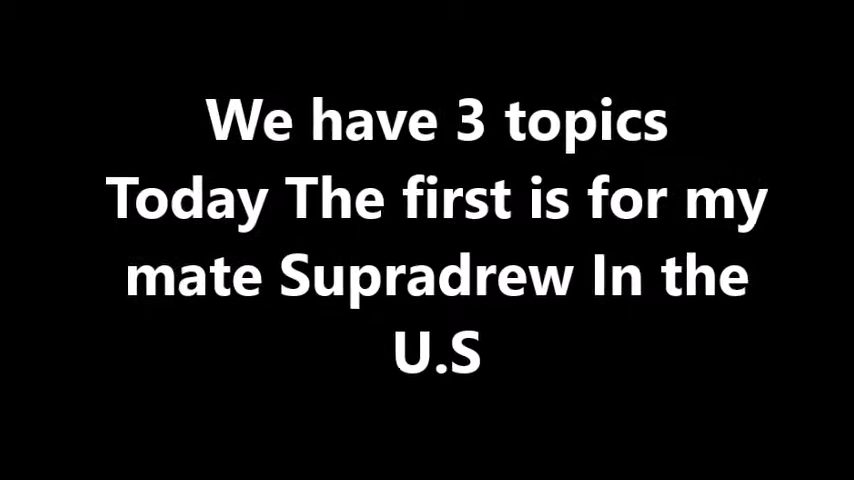 We have 3 topics
Today The first is for my
mate Supradrew In the
U.S